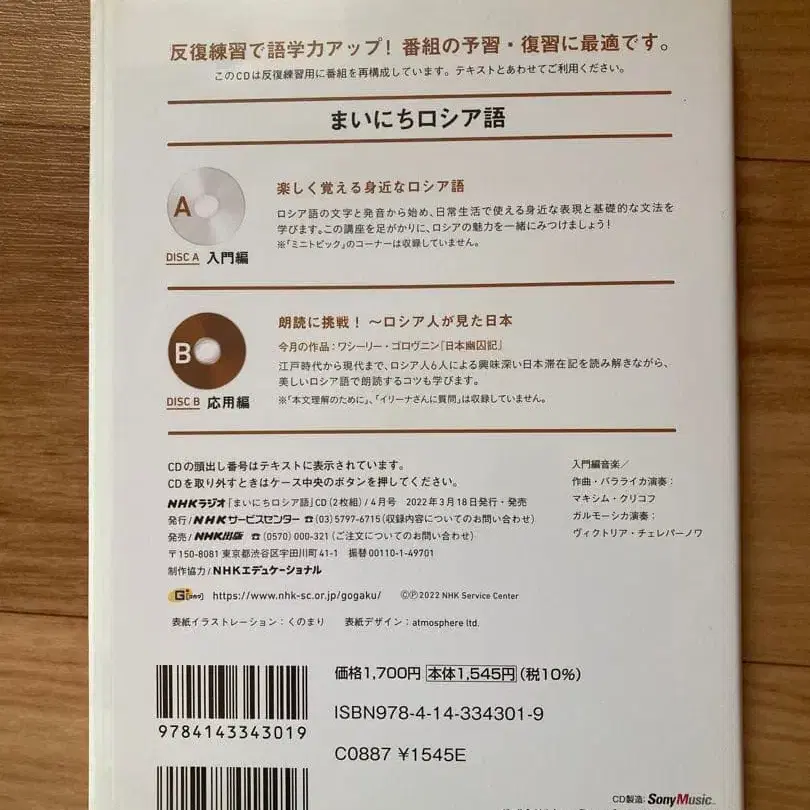 反復練習で語学力アップ! 番組の予習・復習に最適です。
このCDは反復練習用に番組を再構成しています。テキストとあわせてご利用ください。
まいにちロシア語
A
DISC A 入門編
楽しく覚える身近なロシア語
ロシア語の文字と発音から始め、日常生活で使える身近な表現と基礎的な文法を
学びます。この講座を足がかりに、ロシアの魅力を一緒にみつけましょう!
※「ミニトピック」のコーナーは収録していません。
B
DISC B 応用編
朗読に挑戦! 〜ロシア人が見た日本
今月の作品:ワシーリー・ゴロヴニン『日本幽囚記』
江戸時代から現代まで、ロシア人6人による興味深い日本滞在記を読み解きながら、
美しいロシア語で朗読するコツも学びます。
※「本文理解のために」、「イリーナさんに質問」は収録していません。
CDの頭出し番号はテキストに表示されています。
CDを取り外すときはケース中央のボタンを押してください。
NHKラジオ「まいにちロシア語」CD(2枚組)/4月号 2022年3月18日発行・発売
発行/NHKサービスセンター ☎(03)5797-6715(収録内容についてのお問い合わせ)
発売/NHK出版 ☎(0570)000-321(ご注文についてのお問い合わせ)
〒150-8081 東京都渋谷区宇田川町41-1 振替00110-1-49701
制作協力/NHKエデュケーショナル
https://www.nhk-sc.or.jp/gogaku/ ©Ⓟ2022 NHK Service Center
表紙イラストレーション:くのまり 表紙デザイン:atmosphere ltd.
入門編音楽/
作曲・バラライカ演奏:
マキシム・クリコフ
ガルモーシカ演奏:
ヴィクトリア・チェレパーノワ
9784143343019
価格1,700円 本体1,545円(税10%)
ISBN978-4-14-334301-9
C0887 ¥1545E
CD製造:SonyMusic